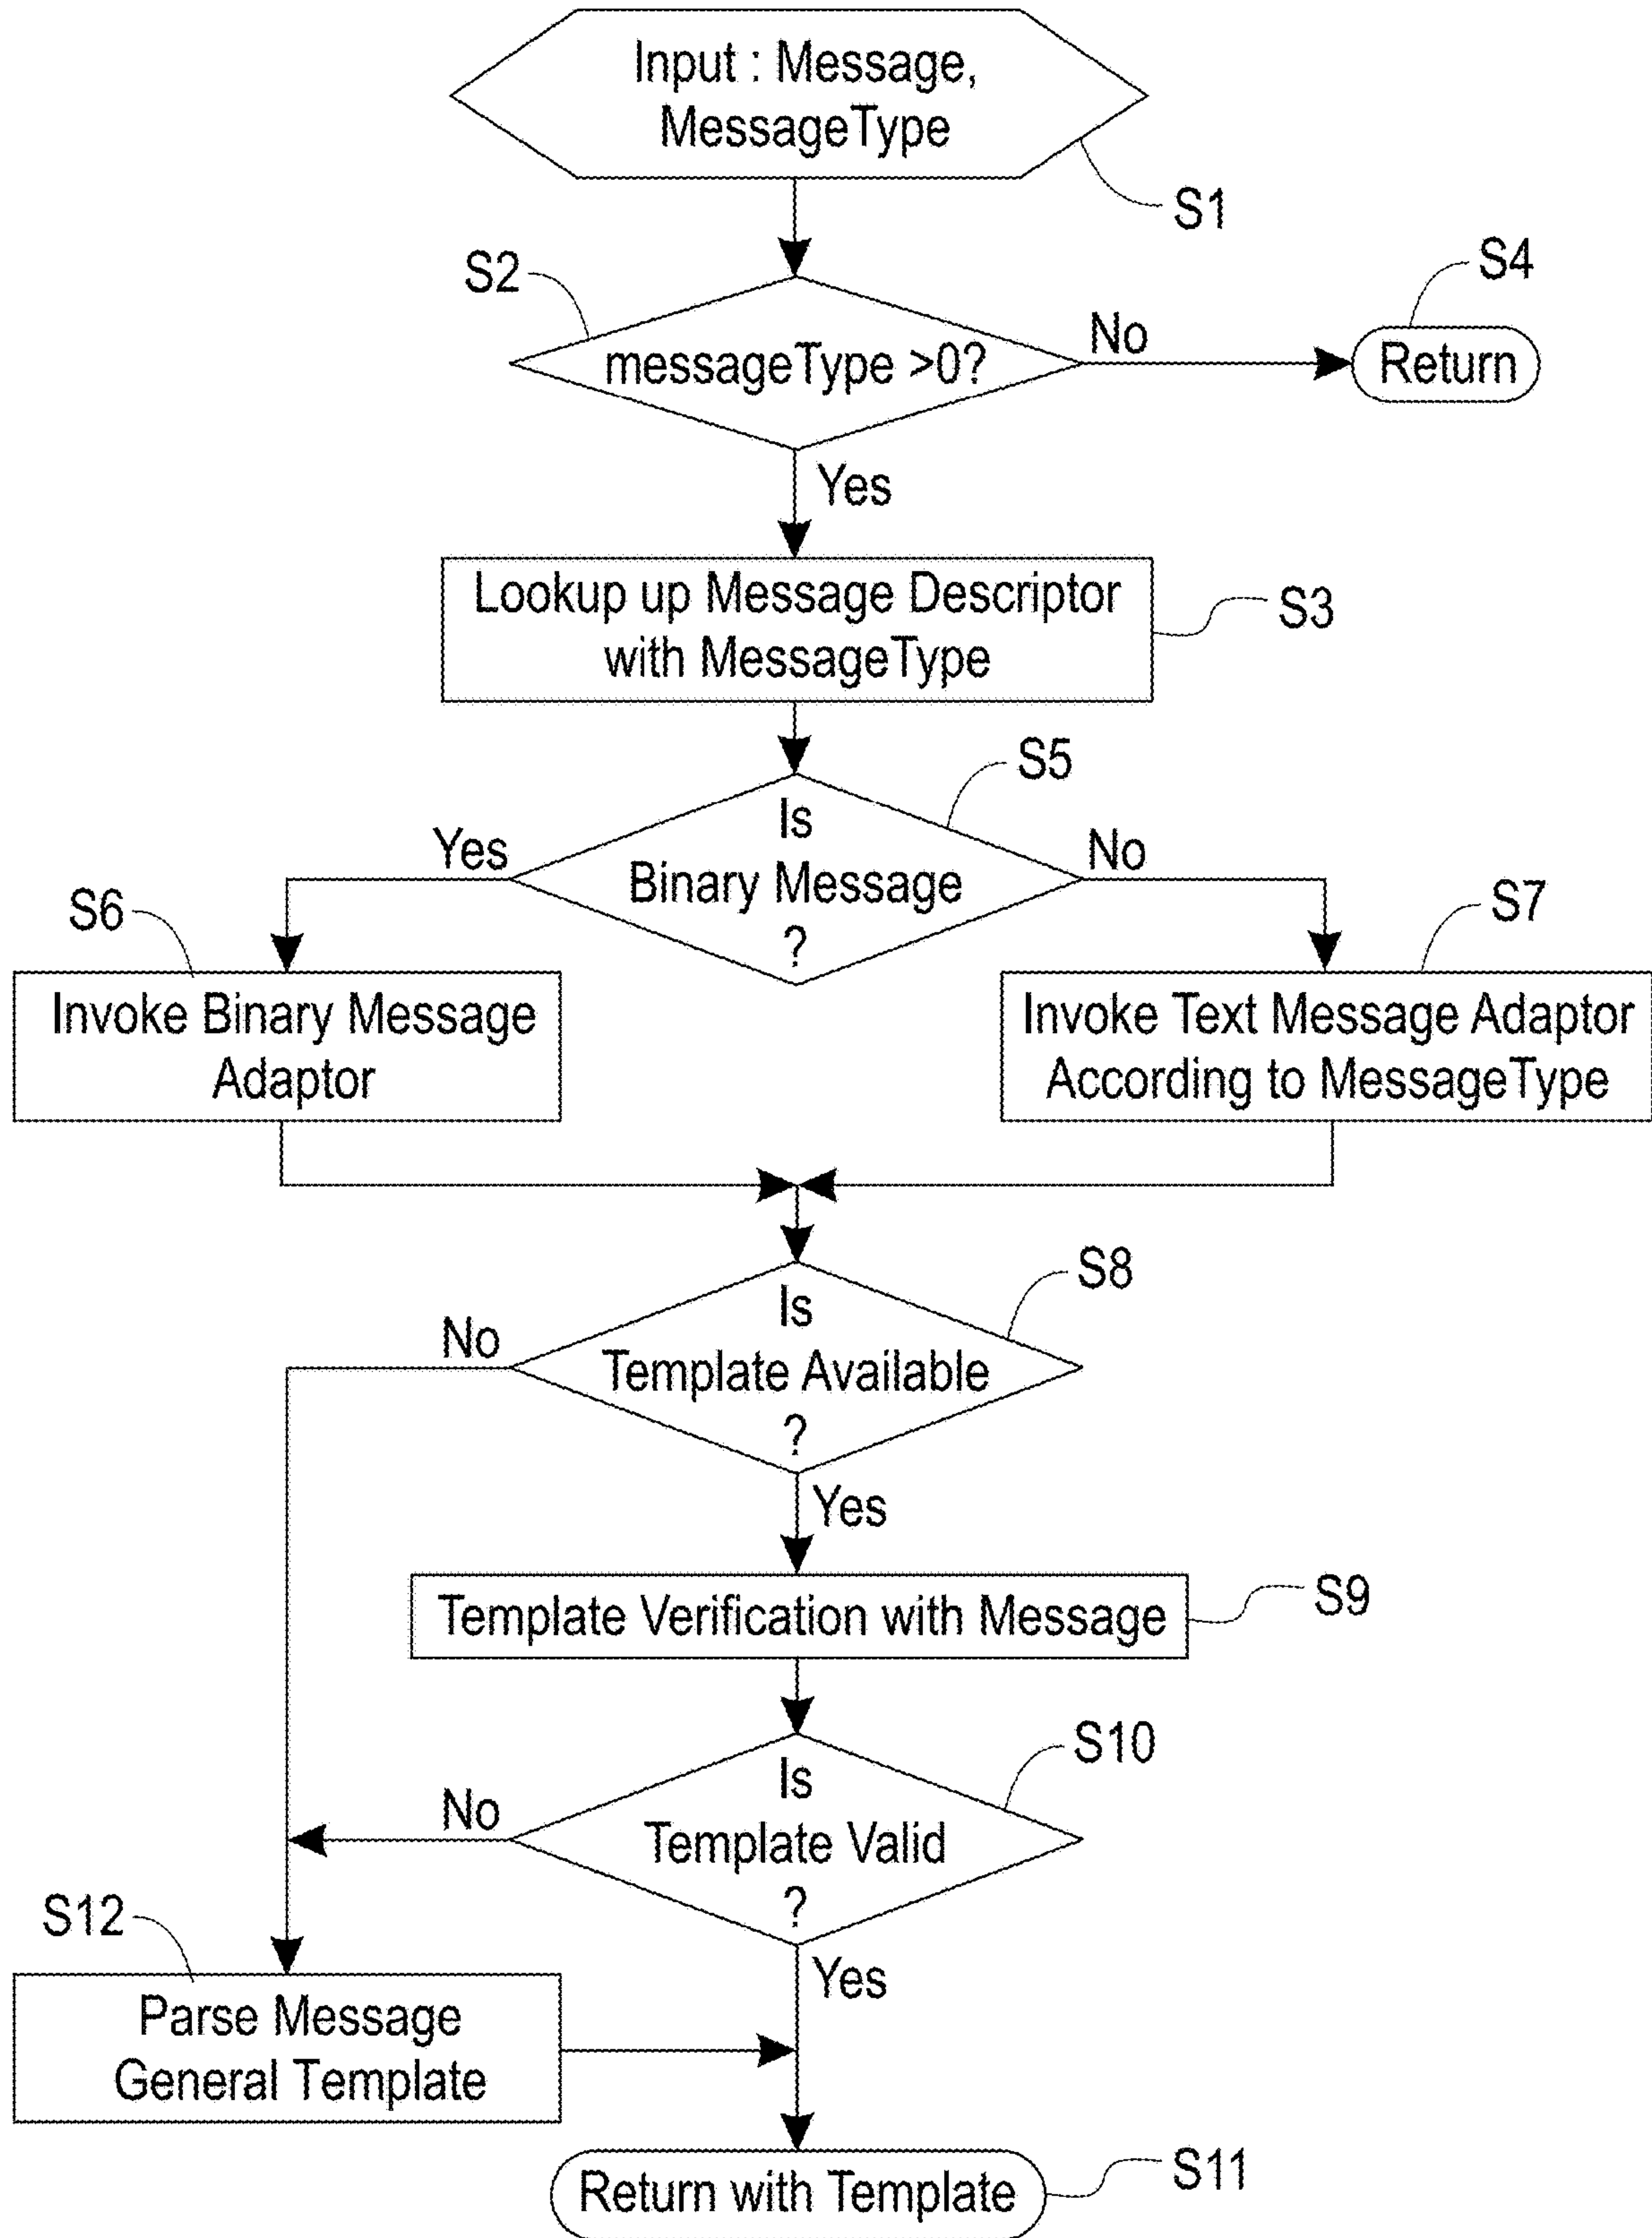 Input : Message,
MessageType
S1
S2
S4
messageType >0?
No
Return
Yes
Lookup up Message Descriptor
with MessageType
S3
S5
Is
Binary Message
?
Yes
No
S6
S7
Invoke Binary Message
Adaptor
Invoke Text Message Adaptor
According to MessageType
S8
Is
Template Available
?
No
Yes
Template Verification with Message
S9
S10
Is
Template Valid
?
No
Yes
S12
Parse Message
General Template
Return with Template
S11